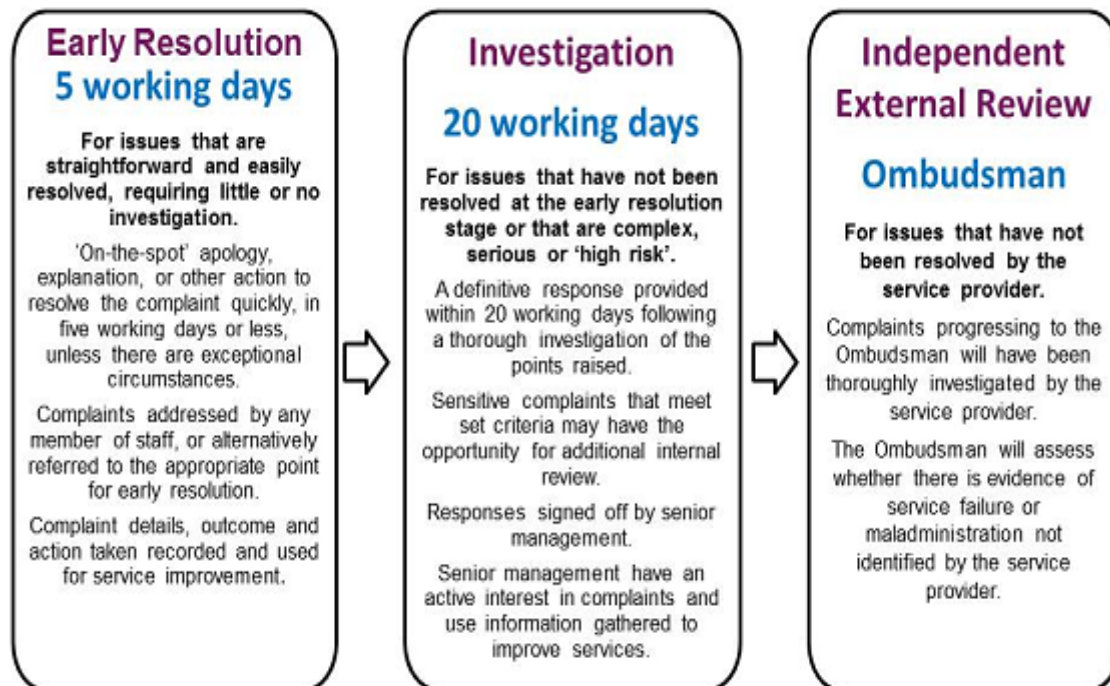 Early Resolution
5 working days
For issues that are
straightforward and easily
resolved, requiring little or no
investigation.
'On-the-spot' apology,
explanation, or other action to
resolve the complaint quickly, in
five working days or less,
unless there are exceptional
circumstances.
Complaints addressed by any
member of staff, or alternatively
referred to the appropriate point
for early resolution.
Complaint details, outcome and
action taken recorded and used
for service improvement.
Investigation
20 working days
For issues that have not been
resolved at the early resolution
stage or that are complex,
serious or 'high risk'.
A definitive response provided
within 20 working days following
a thorough investigation of the
points raised.
Sensitive complaints that meet
set criteria may have the
opportunity for additional internal
review.
Responses signed off by senior
management.
Senior management have an
active interest in complaints and
use information gathered to
improve services.
Independent
External Review
Ombudsman
For issues that have not
been resolved by the
service provider.
Complaints progressing to the
Ombudsman will have been
thoroughly investigated by the
service provider.
The Ombudsman will assess
whether there is evidence of
service failure or
maladministration not
identified by the service
provider.